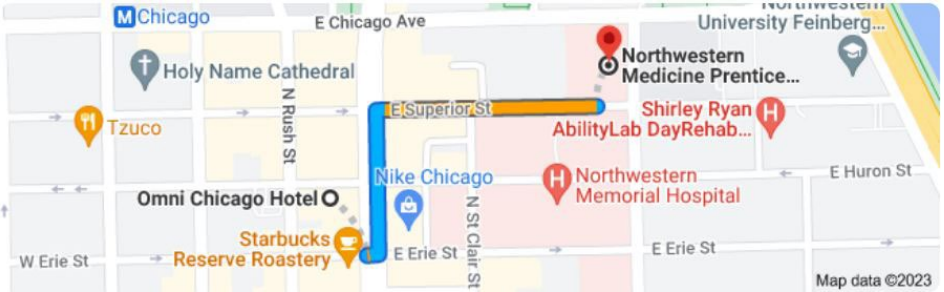 Chicago
E Chicago Ave
Northwestern
University Feinberg...
Holy Name Cathedral
Northwestern
Medicine Prentice...
N Rush St
E Superior St
Shirley Ryan
AbilityLab DayRehab...
Tzuco
Nike Chicago
Northwestern
Memorial Hospital
E Huron St
Omni Chicago Hotel
N St Clair St
Starbucks
Reserve Roastery
W Erie St
E Erie St
E Erie St
Map data ©2023